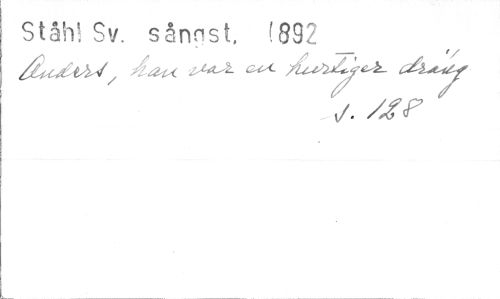 Ståhl Sv. sångst, 1892
Anders, han var en hurtiger dräng
s. 128